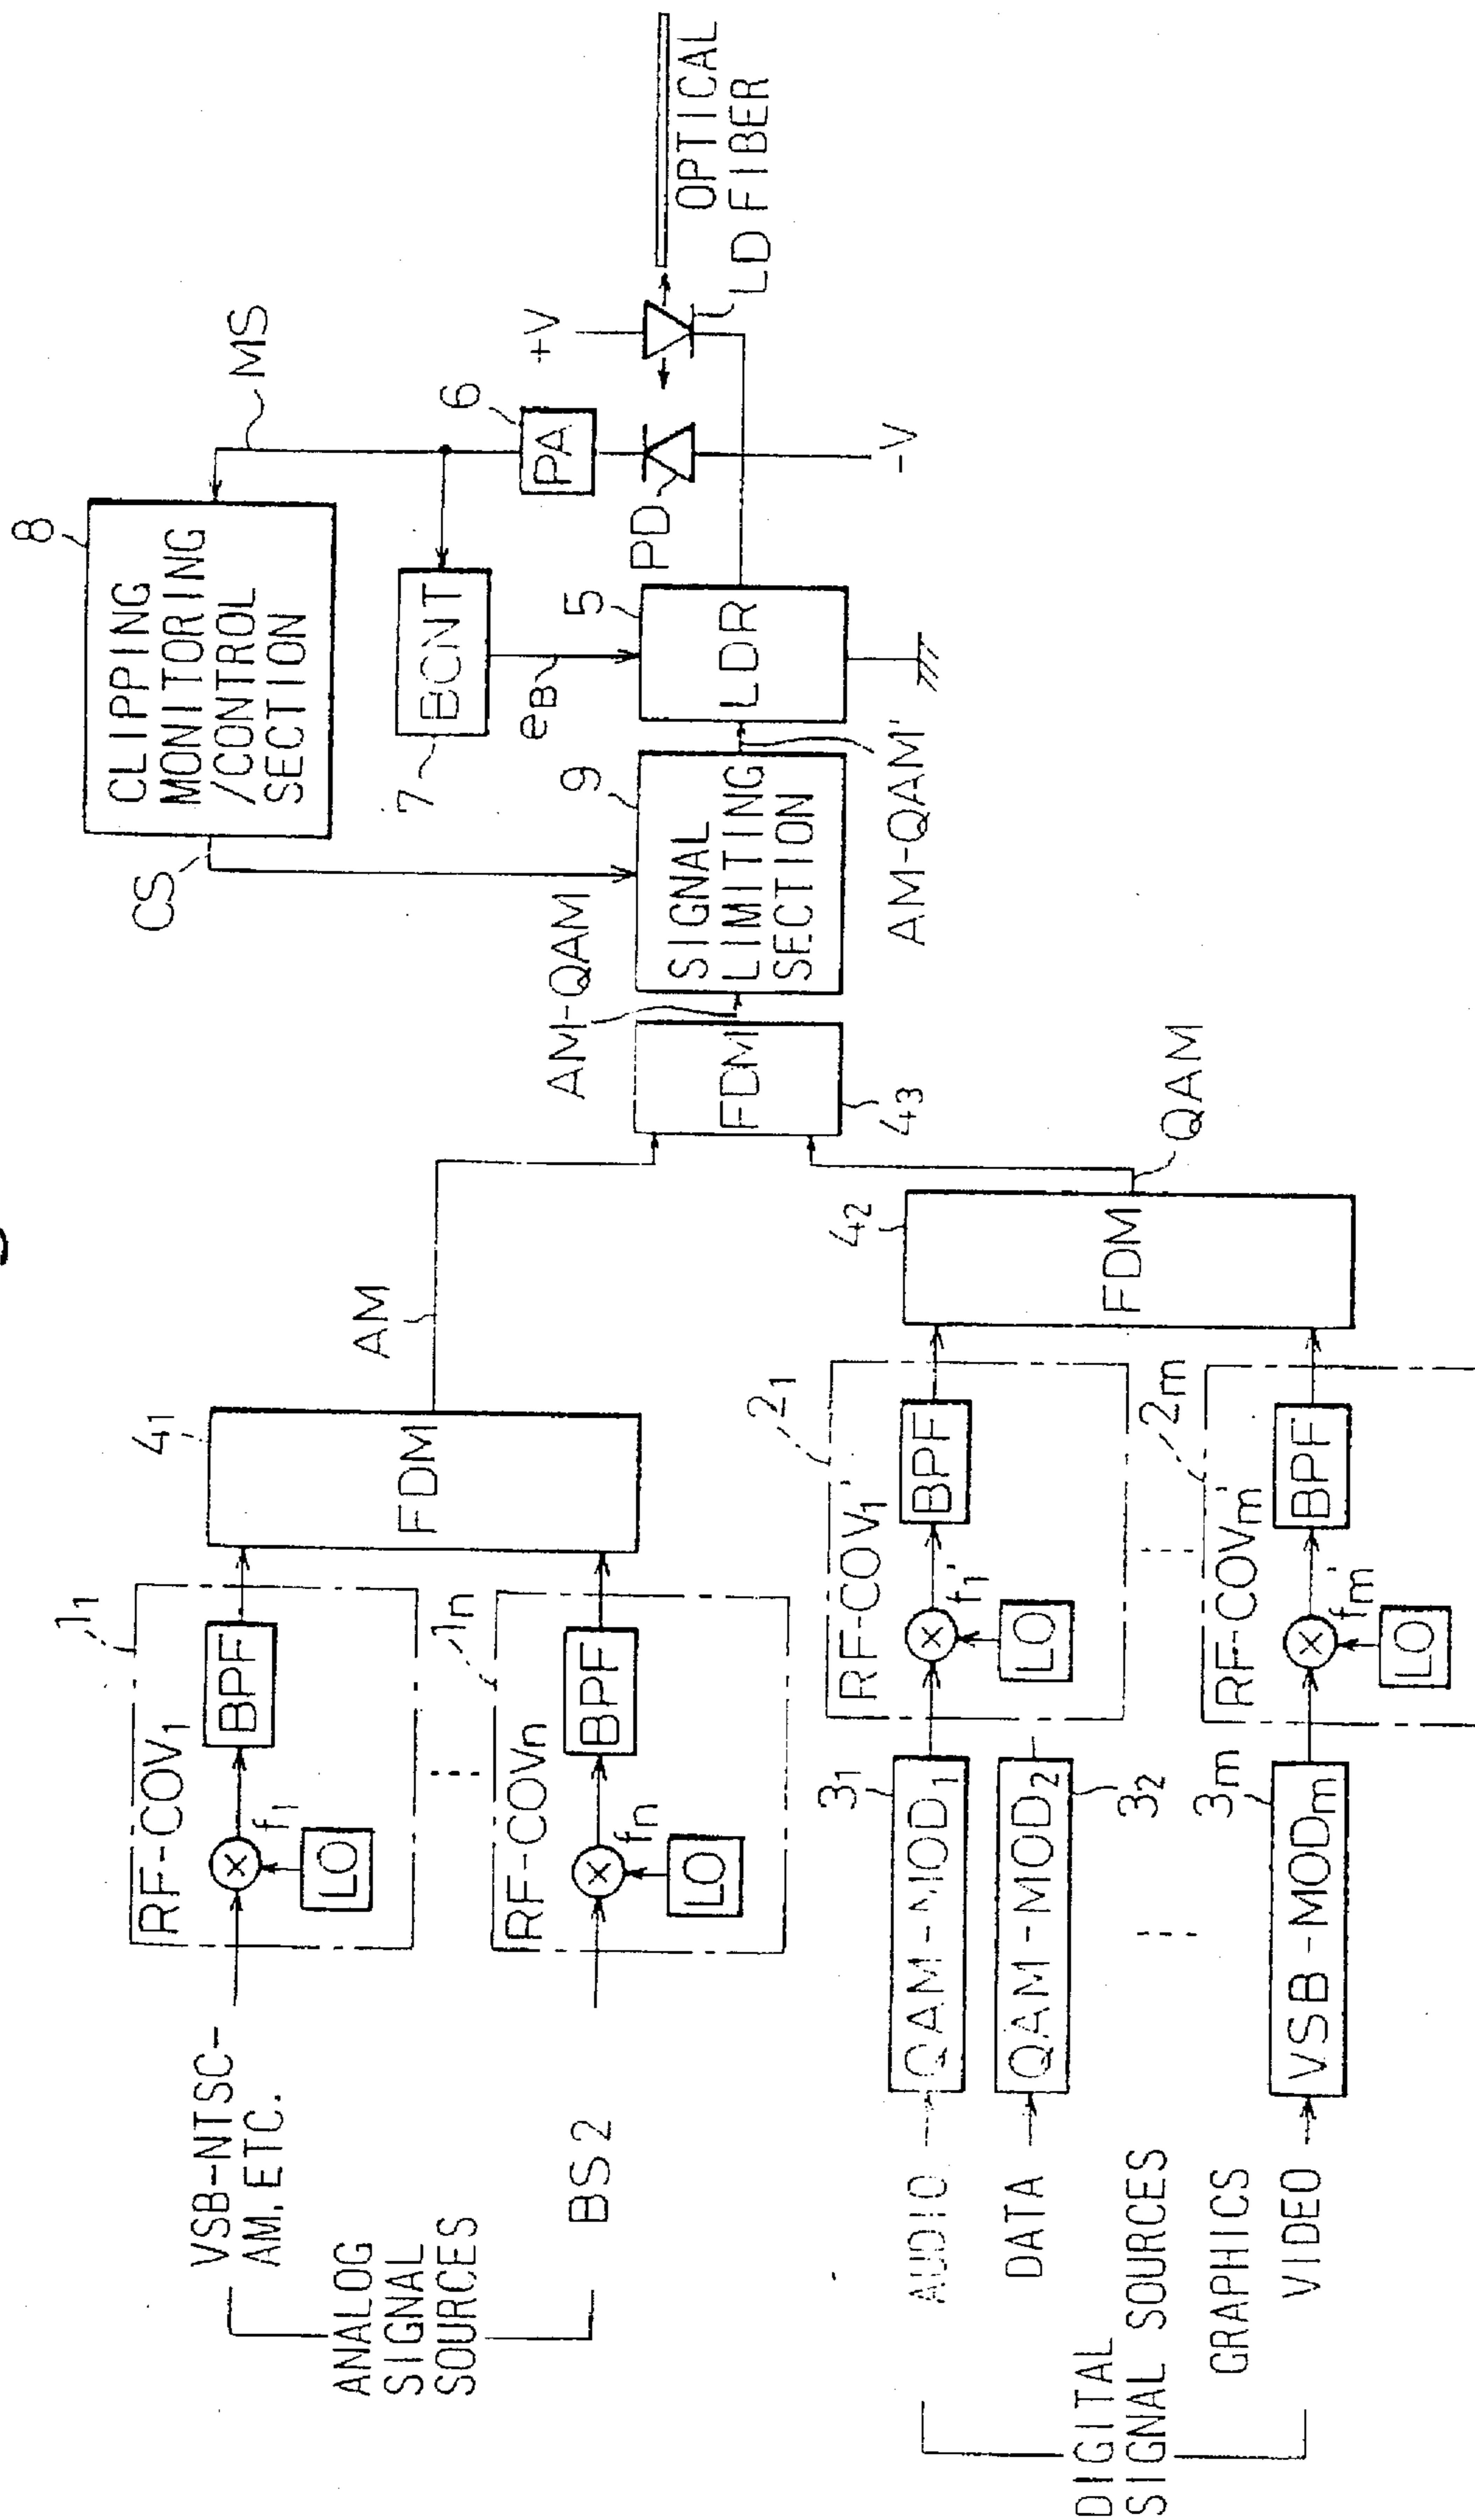 VSB-NTSC-
AM. ETC.
ANALOG
SIGNAL
SOURCES
BS2
RF-COV1
11
BPF
f1
LO
RF-COVn
1n
BPF
fn
LO
41
FDM
AM
DIGITAL
SIGNAL SOURCES
AUDIO
DATA
GRAPHICS
VIDEO
31
QAM-MOD1
QAM-MOD2
32
3m
VSB-MODm
RF-COV1'
21
BPF
f1'
LO
RF-COVm'
2m
BPF
fm'
LO
42
FDM
QAM
FDM
43
AM-QAM
9
SIGNAL
LIMITING
SECTION
AM-QAM'
CS
8
CLIPPING
MONITORING
/CONTROL
SECTION
MS
7
BCNT
eB
5
LDR
6
PA
PD
+V
-V
LD
OPTICAL
FIBER